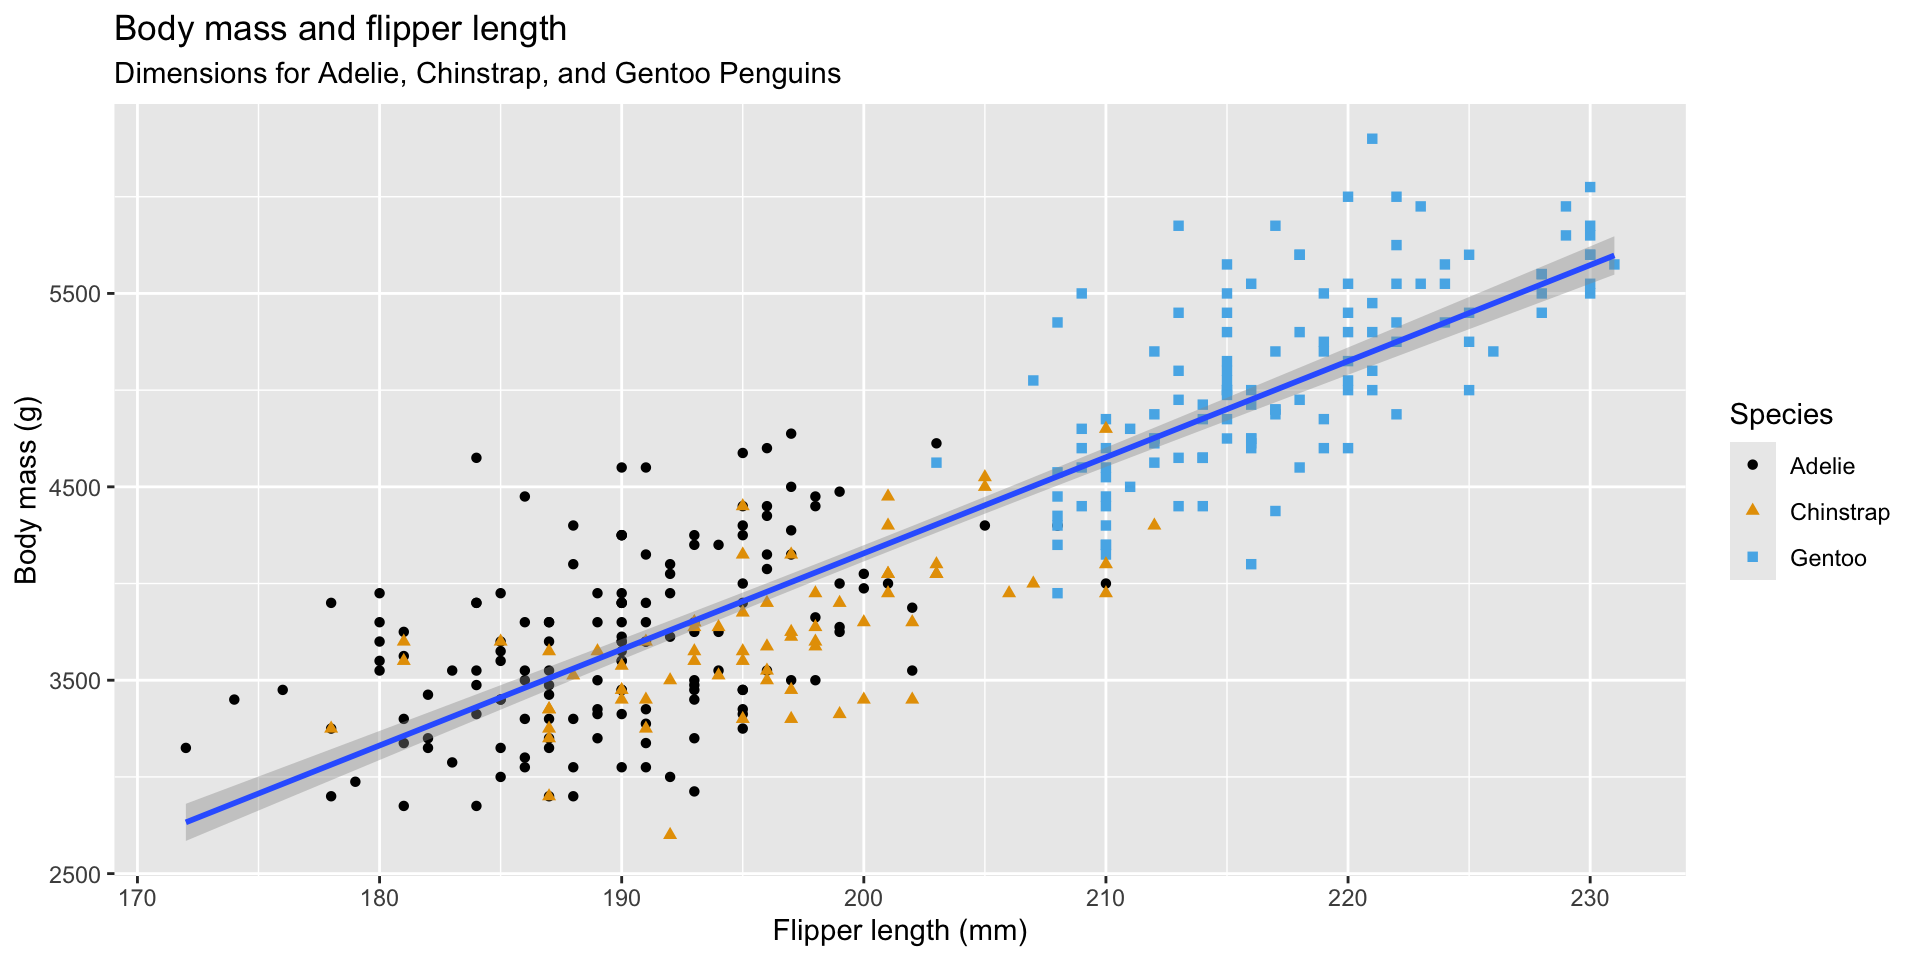 Body mass and flipper length
Dimensions for Adelie, Chinstrap, and Gentoo Penguins
Body mass (g)
5500
4500
3500
2500
170 180 190 200 210 220 230
Flipper length (mm)
Species
Adelie
Chinstrap
Gentoo